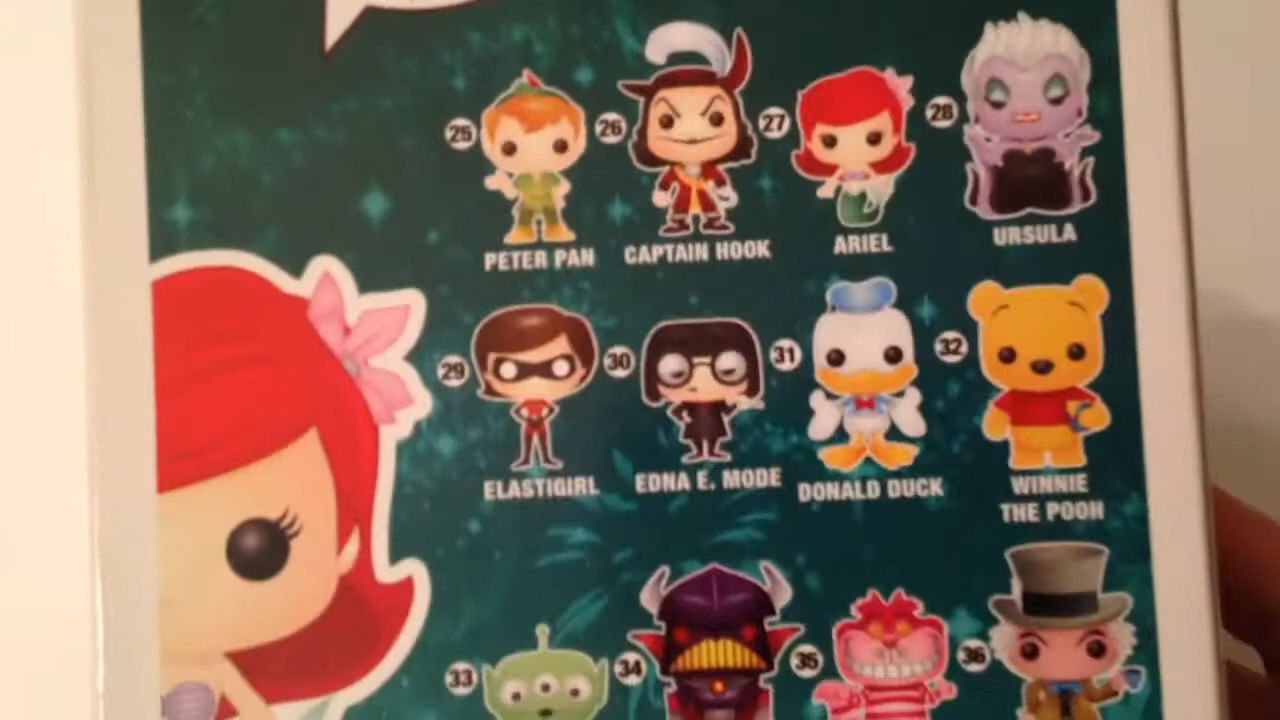 25 26 27 28
PETER PAN CAPTAIN HOOK ARIEL URSULA
29 30 31 32
ELASTIGIRL EDNA E. MODE DONALD DUCK WINNIE
THE POOH
33 34 35 36